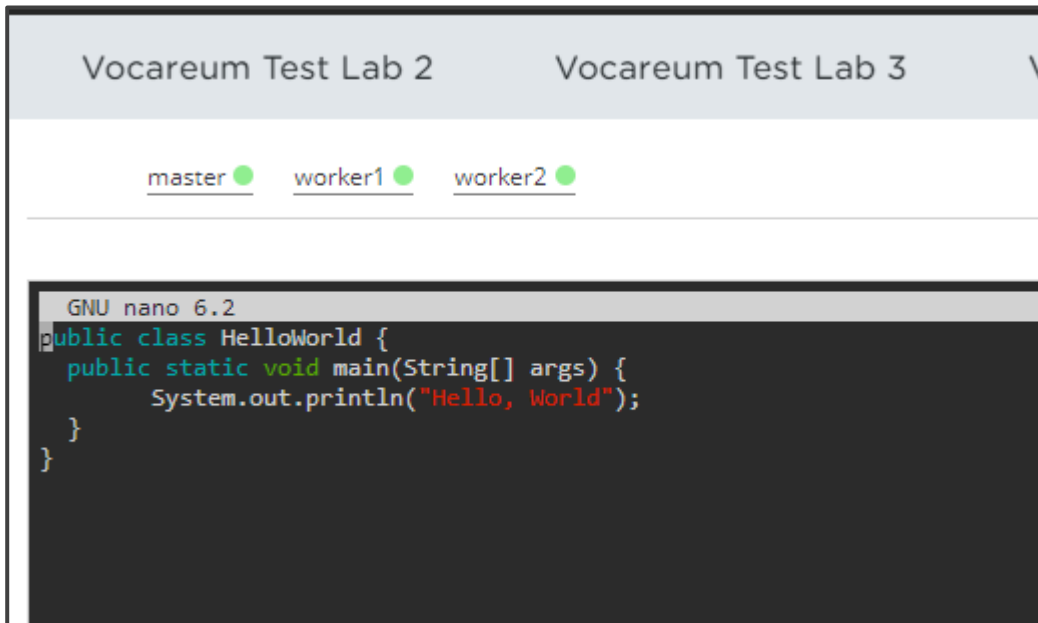 Vocareum Test Lab 2 Vocareum Test Lab 3
master worker1 worker2
GNU nano 6.2
public class HelloWorld {
  public static void main(String[] args) {
        System.out.println("Hello, World");
  }
}